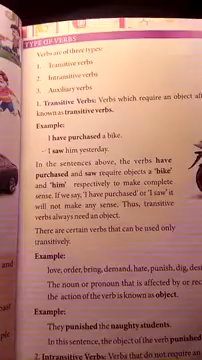 TYPE OF VERBS
Verbs are of three types:
1. Transitive verbs
2. Intransitive verbs
3. Auxiliary verbs
1. Transitive Verbs: Verbs which require an object aft
known as transitive verbs.
Example:
I have purchased a bike.
– I saw him yesterday.
In the sentences above, the verbs have
purchased and saw require objects a 'bike'
and 'him' respectively to make complete
sense. If we say, 'I have purchased' or 'I saw' it
will not make any sense. Thus, transitive
verbs always need an object.
There are certain verbs that can be used only
transitively.
Example:
love, order, bring, demand, hate, punish, dig, des
The noun or pronoun that is affected by or rec
the action of the verb is known as object.
and
Example:
They punished the naughty students.
In this sentence, the object of the verb punished
ple
2. Intransitive Verbs: Verbs that do not require an